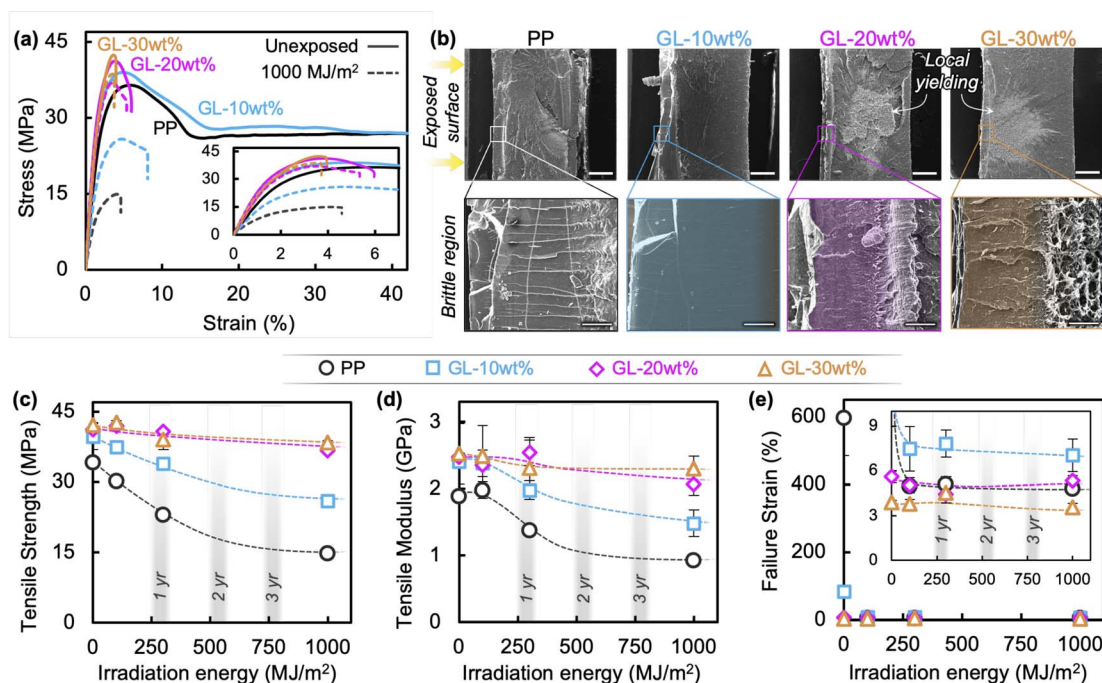 (a)
GL-30wt%
GL-20wt%
GL-10wt%
PP
Unexposed
1000 MJ/m²
Stress (MPa)
45
30
15
0
0 10 20 30 40
Strain (%)
45
30
15
0
0 2 4 6
(b)
PP GL-10wt% GL-20wt% GL-30wt%
Exposed surface
Local yielding
Brittle region
PP GL-10wt% GL-20wt% GL-30wt%
(c)
Tensile Strength (MPa)
45
30
15
0
1 yr 2 yr 3 yr
0 250 500 750 1000
Irradiation energy (MJ/m²)
(d)
Tensile Modulus (GPa)
3
2
1
0
1 yr 2 yr 3 yr
0 250 500 750 1000
Irradiation energy (MJ/m²)
(e)
Failure Strain (%)
600
400
200
0
9
6
3
0
1 yr 2 yr 3 yr
0 250 500 750 1000
0 250 500 750 1000
Irradiation energy (MJ/m²)